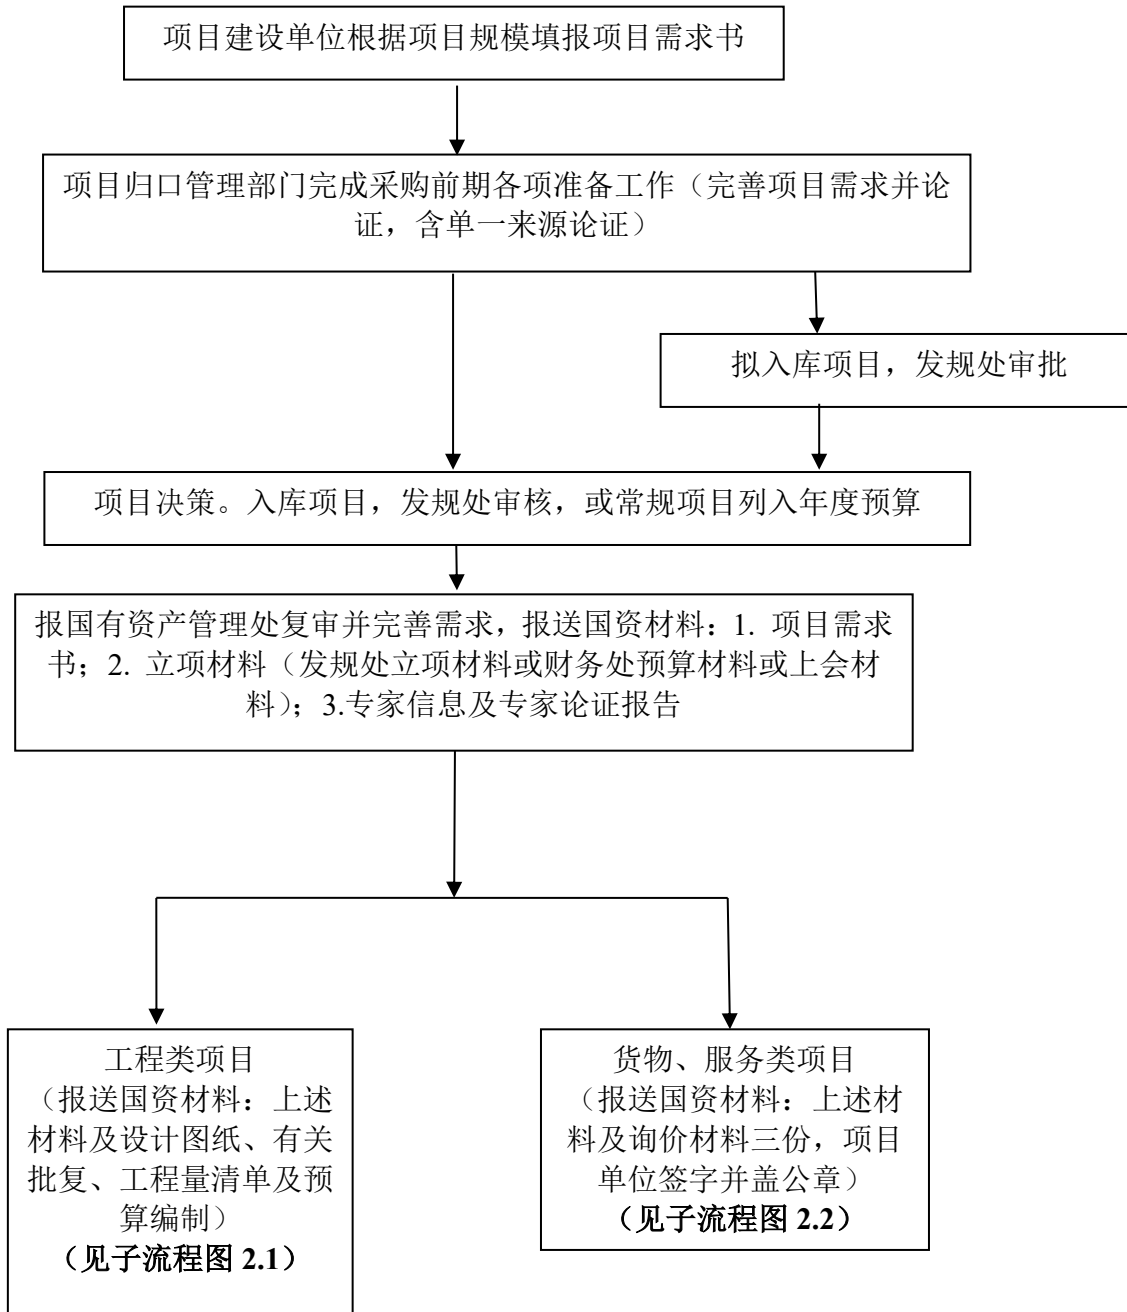 项目建设单位根据项目规模填报项目需求书
项目归口管理部门完成采购前期各项准备工作（完善项目需求并论
证，含单一来源论证）
拟入库项目，发规处审批
项目决策。入库项目，发规处审核，或常规项目列入年度预算
报国有资产管理处复审并完善需求，报送国资材料：1. 项目需求
书；2. 立项材料（发规处立项材料或财务处预算材料或上会材
料）；3.专家信息及专家论证报告
工程类项目
（报送国资材料：上述
材料及设计图纸、有关
批复、工程量清单及预
算编制）
（见子流程图 2.1）
货物、服务类项目
（报送国资材料：上述材
料及询价材料三份，项目
单位签字并盖公章）
（见子流程图 2.2）